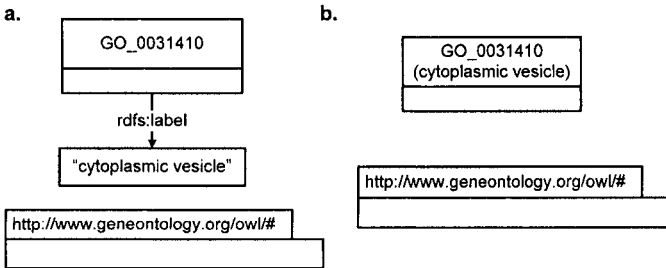 a.
GO_0031410
rdfs:label
"cytoplasmic vesicle"
http://www.geneontology.org/owl/#
b.
GO_0031410
(cytoplasmic vesicle)
http://www.geneontology.org/owl/#